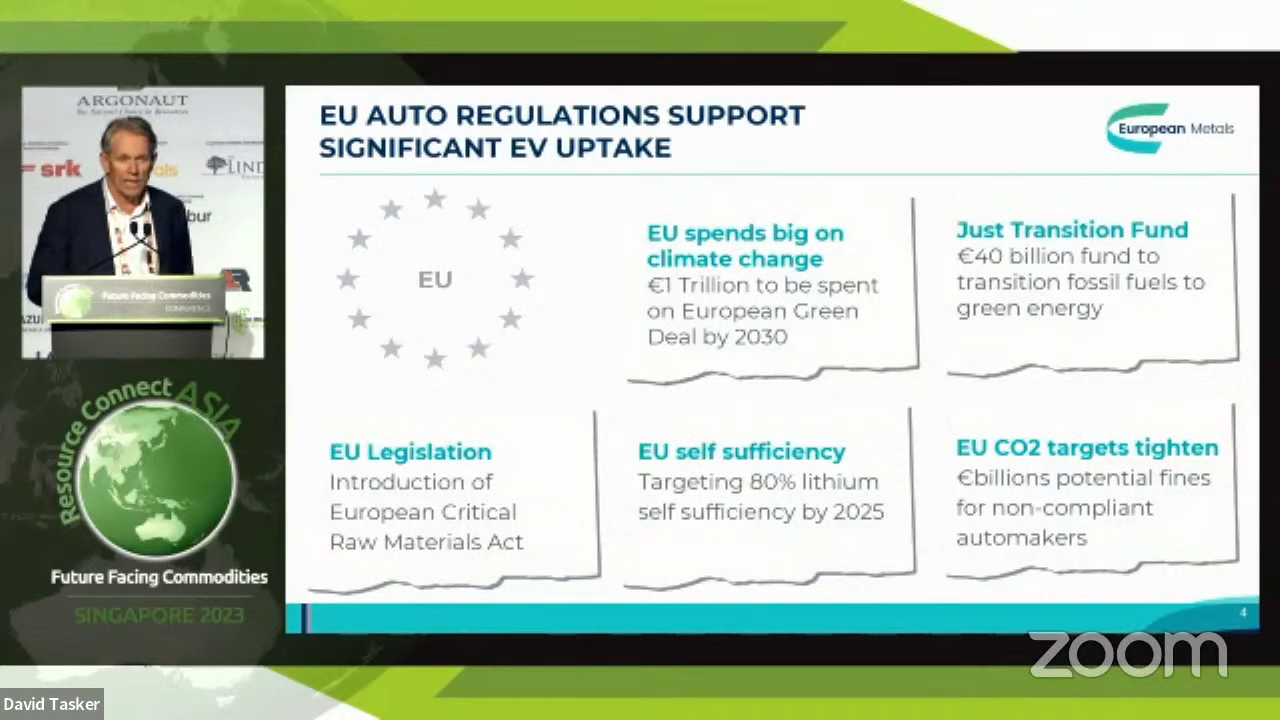 ARGONAUT
srk
als
LIND
bur
Future Facing Commodities
CONFERENCE
Resource Connect ASIA
Future Facing Commodities
SINGAPORE 2023
EU AUTO REGULATIONS SUPPORT
SIGNIFICANT EV UPTAKE
European Metals
EU
EU spends big on
climate change
€1 Trillion to be spent
on European Green
Deal by 2030
Just Transition Fund
€40 billion fund to
transition fossil fuels to
green energy
EU Legislation
Introduction of
European Critical
Raw Materials Act
EU self sufficiency
Targeting 80% lithium
self sufficiency by 2025
EU CO2 targets tighten
€billions potential fines
for non-compliant
automakers
4
zoom
David Tasker